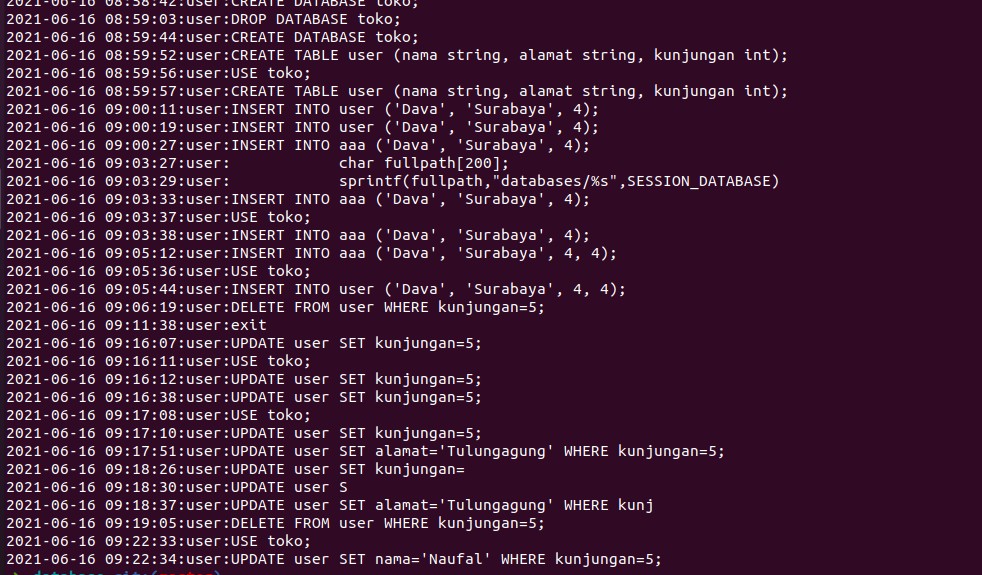 2021-06-16 08:58:42:user:CREATE DATABASE toko;
2021-06-16 08:59:03:user:DROP DATABASE toko;
2021-06-16 08:59:44:user:CREATE DATABASE toko;
2021-06-16 08:59:52:user:CREATE TABLE user (nama string, alamat string, kunjungan int);
2021-06-16 08:59:56:user:USE toko;
2021-06-16 08:59:57:user:CREATE TABLE user (nama string, alamat string, kunjungan int);
2021-06-16 09:00:11:user:INSERT INTO user ('Dava', 'Surabaya', 4);
2021-06-16 09:00:19:user:INSERT INTO user ('Dava', 'Surabaya', 4);
2021-06-16 09:00:27:user:INSERT INTO aaa ('Dava', 'Surabaya', 4);
2021-06-16 09:03:27:user:            char fullpath[200];
2021-06-16 09:03:29:user:            sprintf(fullpath,"databases/%s",SESSION_DATABASE)
2021-06-16 09:03:33:user:INSERT INTO aaa ('Dava', 'Surabaya', 4);
2021-06-16 09:03:37:user:USE toko;
2021-06-16 09:03:38:user:INSERT INTO aaa ('Dava', 'Surabaya', 4);
2021-06-16 09:05:12:user:INSERT INTO aaa ('Dava', 'Surabaya', 4, 4);
2021-06-16 09:05:36:user:USE toko;
2021-06-16 09:05:44:user:INSERT INTO user ('Dava', 'Surabaya', 4, 4);
2021-06-16 09:06:19:user:DELETE FROM user WHERE kunjungan=5;
2021-06-16 09:11:38:user:exit
2021-06-16 09:16:07:user:UPDATE user SET kunjungan=5;
2021-06-16 09:16:11:user:USE toko;
2021-06-16 09:16:12:user:UPDATE user SET kunjungan=5;
2021-06-16 09:16:38:user:UPDATE user SET kunjungan=5;
2021-06-16 09:17:08:user:USE toko;
2021-06-16 09:17:10:user:UPDATE user SET kunjungan=5;
2021-06-16 09:17:51:user:UPDATE user SET alamat='Tulungagung' WHERE kunjungan=5;
2021-06-16 09:18:26:user:UPDATE user SET kunjungan=
2021-06-16 09:18:30:user:UPDATE user S
2021-06-16 09:18:37:user:UPDATE user SET alamat='Tulungagung' WHERE kunj
2021-06-16 09:19:05:user:DELETE FROM user WHERE kunjungan=5;
2021-06-16 09:22:33:user:USE toko;
2021-06-16 09:22:34:user:UPDATE user SET nama='Naufal' WHERE kunjungan=5;